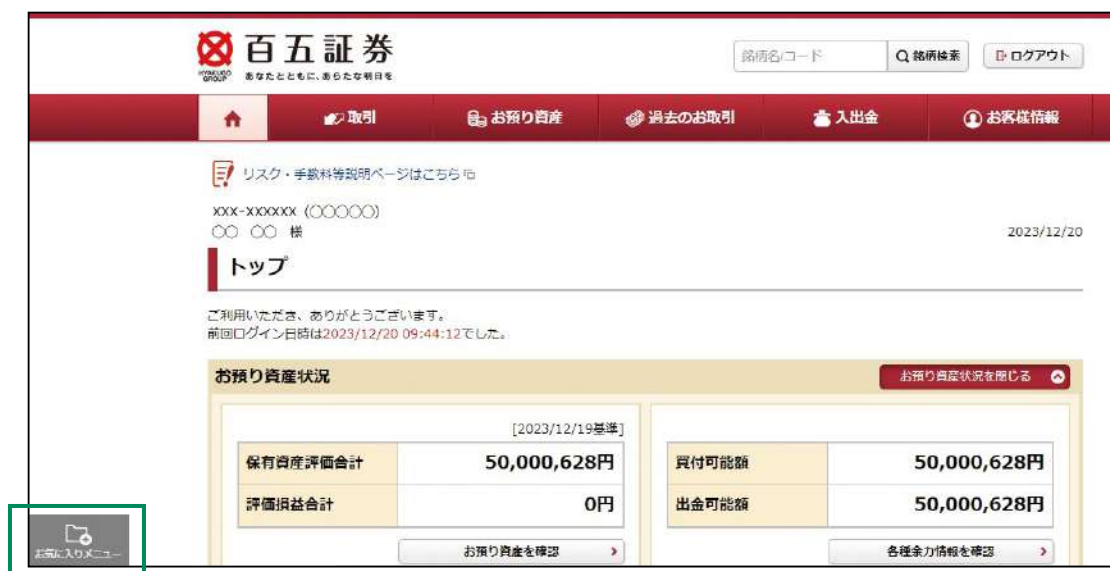 百五証券
HYAKUGO GROUP
あなたとともに、あらたな明日を
銘柄名/コード
銘柄検索
ログアウト
取引
お預り資産
過去のお取引
入出金
お客様情報
リスク・手数料等説明ページはこちら
xxx-xxxxxx (○○○○○)
○○ ○○ 様
2023/12/20
トップ
ご利用いただき、ありがとうございます。
前回ログイン日時は2023/12/20 09:44:12でした。
お預り資産状況
お預り資産状況を閉じる
[2023/12/19基準]
保有資産評価合計 50,000,628円
評価損益合計 0円
お預り資産を確認
買付可能額 50,000,628円
出金可能額 50,000,628円
各種余力情報を確認
お気に入りメニュー